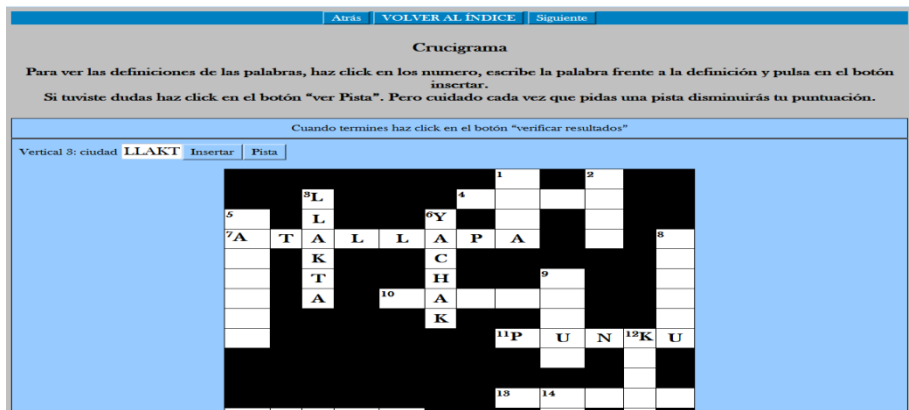 Atrás VOLVER AL ÍNDICE Siguiente
Crucigrama
Para ver las definiciones de las palabras, haz click en los numero, escribe la palabra frente a la definición y pulsa en el botón
insertar.
Si tuviste dudas haz click en el botón “ver Pista”. Pero cuidado cada vez que pidas una pista disminuirás tu puntuación.
Cuando termines haz click en el botón “verificar resultados”
Vertical 3: ciudad LLAKT Insertar Pista
1 2
3L 4
5 L 6Y
7A T A L L A P A 8
K C
T H 9
A 10 A
K
11P U N 12K U
13 14